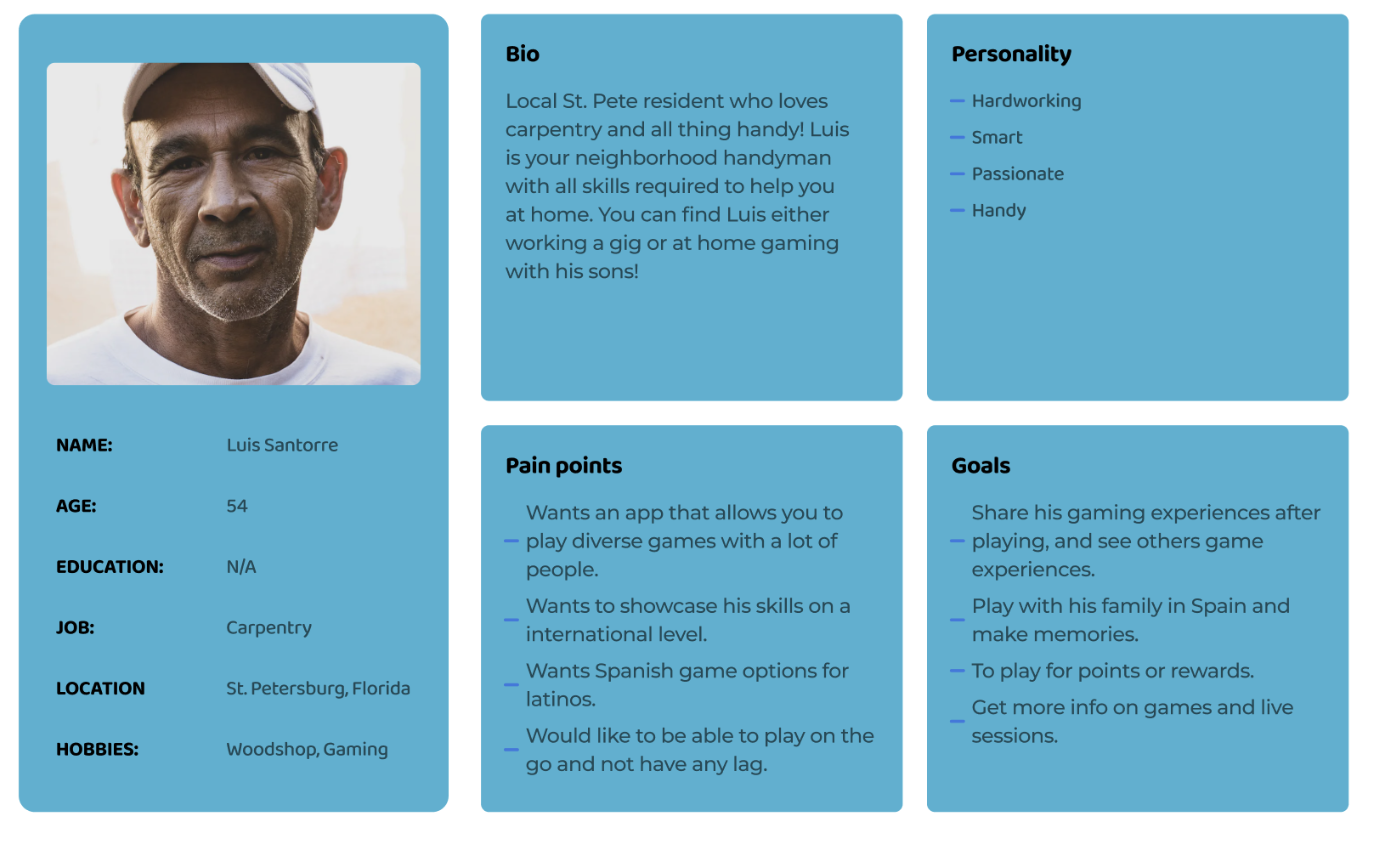 NAME: Luis Santorre
AGE: 54
EDUCATION: N/A
JOB: Carpentry
LOCATION St. Petersburg, Florida
HOBBIES: Woodshop, Gaming
Bio
Local St. Pete resident who loves
carpentry and all thing handy! Luis
is your neighborhood handyman
with all skills required to help you
at home. You can find Luis either
working a gig or at home gaming
with his sons!
Personality
Hardworking
Smart
Passionate
Handy
Pain points
Wants an app that allows you to
play diverse games with a lot of
people.
Wants to showcase his skills on a
international level.
Wants Spanish game options for
latinos.
Would like to be able to play on the
go and not have any lag.
Goals
Share his gaming experiences after
playing, and see others game
experiences.
Play with his family in Spain and
make memories.
To play for points or rewards.
Get more info on games and live
sessions.